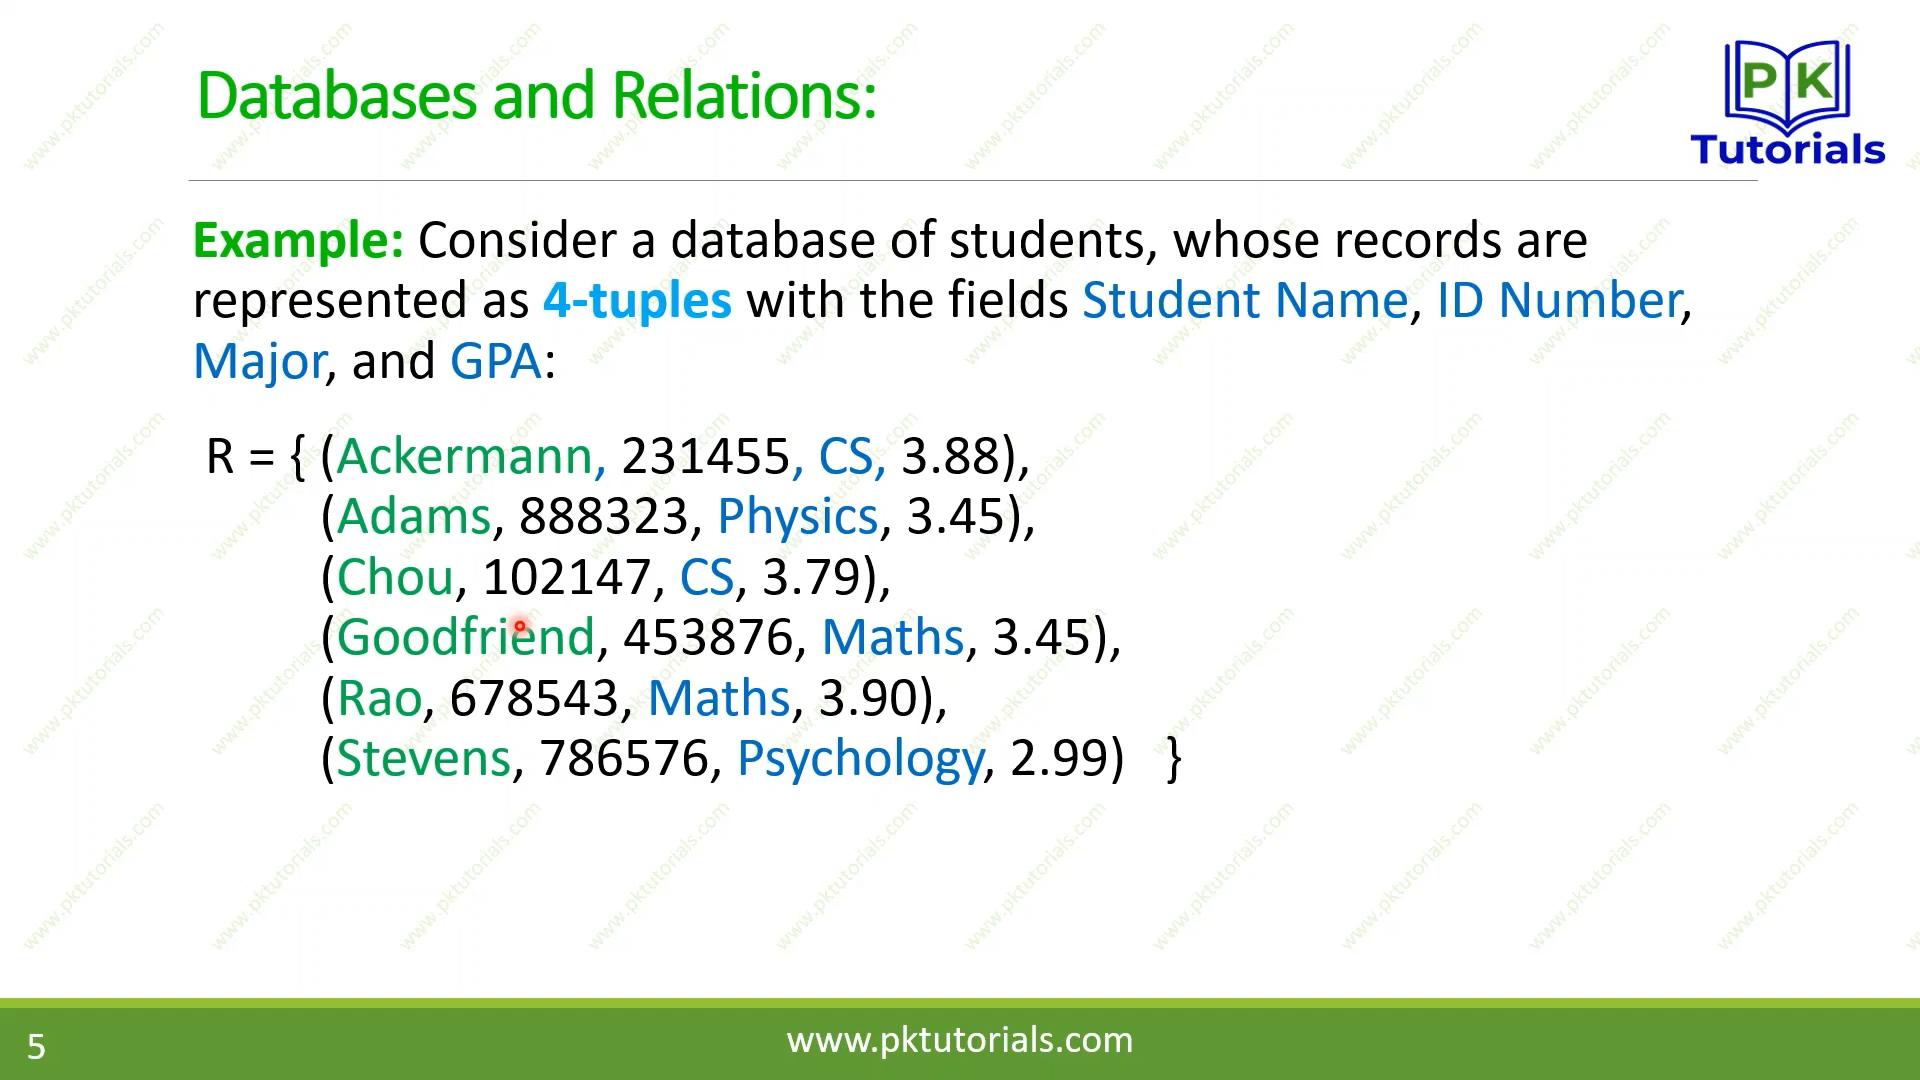 Databases and Relations:
PK
Tutorials
Example: Consider a database of students, whose records are
represented as 4-tuples with the fields Student Name, ID Number,
Major, and GPA:
R = { (Ackermann, 231455, CS, 3.88),
(Adams, 888323, Physics, 3.45),
(Chou, 102147, CS, 3.79),
(Goodfriend, 453876, Maths, 3.45),
(Rao, 678543, Maths, 3.90),
(Stevens, 786576, Psychology, 2.99) }
5
www.pktutorials.com